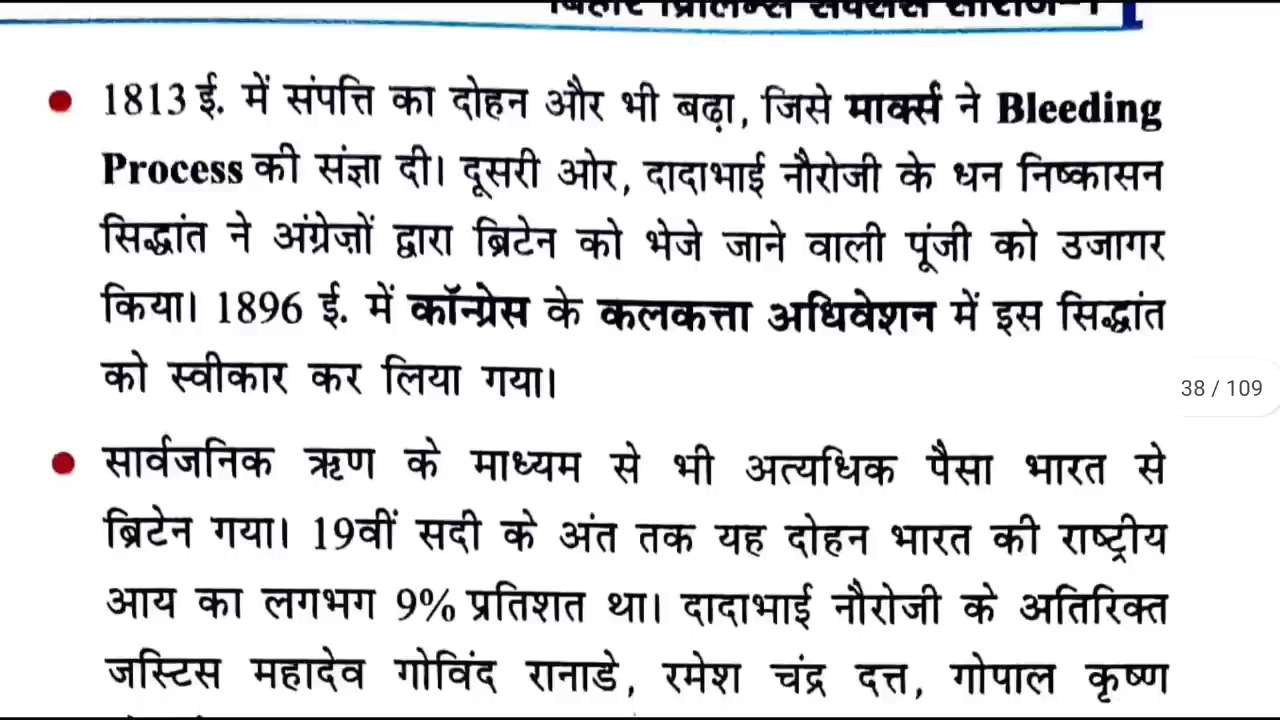 बिहार प्रिलिम्स सक्सेस सीरीज-1
1813 ई. में संपत्ति का दोहन और भी बढ़ा, जिसे मार्क्स ने Bleeding
Process की संज्ञा दी। दूसरी ओर, दादाभाई नौरोजी के धन निष्कासन
सिद्धांत ने अंग्रेज़ों द्वारा ब्रिटेन को भेजे जाने वाली पूंजी को उजागर
किया। 1896 ई. में कॉन्ग्रेस के कलकत्ता अधिवेशन में इस सिद्धांत
को स्वीकार कर लिया गया।
38 / 109
सार्वजनिक ऋण के माध्यम से भी अत्यधिक पैसा भारत से
ब्रिटेन गया। 19वीं सदी के अंत तक यह दोहन भारत की राष्ट्रीय
आय का लगभग 9% प्रतिशत था। दादाभाई नौरोजी के अतिरिक्त
जस्टिस महादेव गोविंद रानाडे, रमेश चंद्र दत्त, गोपाल कृष्ण